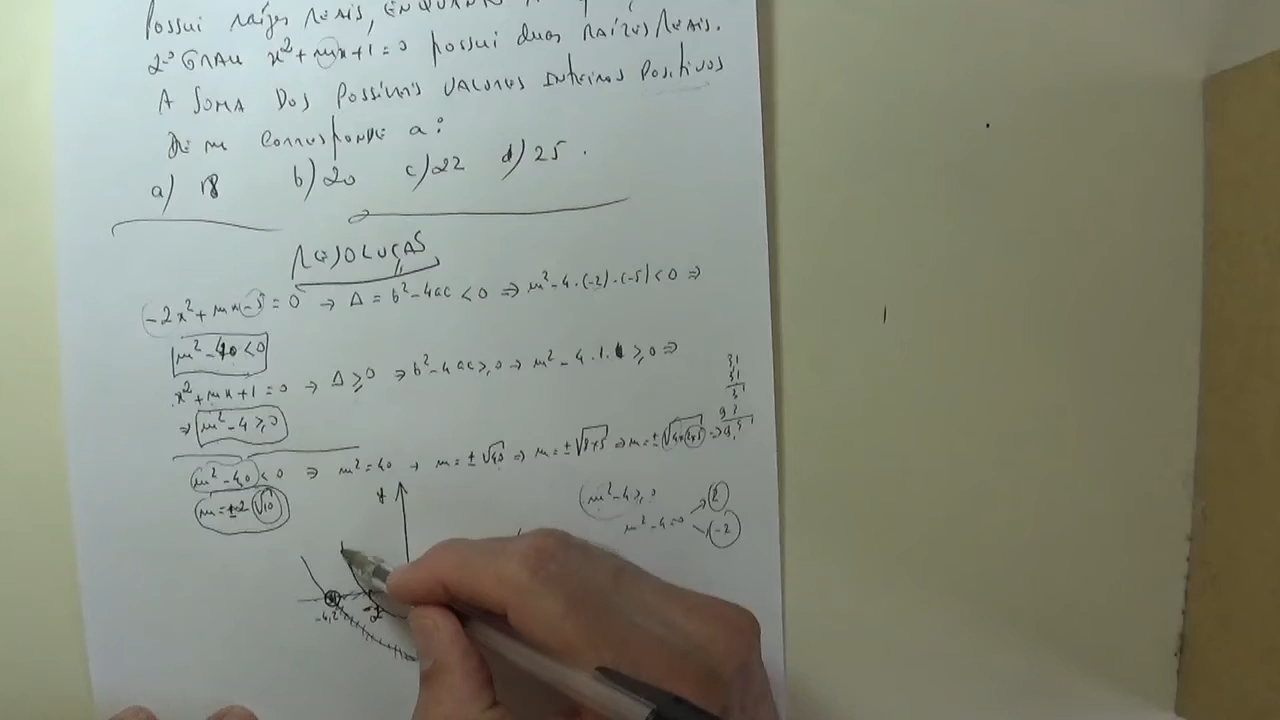 Possui raízes reais, enquanto
2º Grau x²+mx+1=0 possui duas raízes reais.
A soma dos possíveis valores inteiros positivos
de m corresponde a:
a) 18 b) 20 c) 22 d) 25.
Resolução
-2x²+mx-5=0 → Δ=b²-4ac<0 ⇒ m²-4·(-2)·(-5)<0 ⇒
m²-40<0
x²+mx+1=0 → Δ≥0 ⇒ b²-4ac≥0 → m²-4·1·1≥0 ⇒
⇒ m²-4≥0
m²-40<0 ⇒ m²=40 → m=±√40 ⇒ m=±√8×5 ⇒ m=±√4×2×5 ⇒
m=±2√10
y
m²-4≥0
m²-4=0 2
-2
-2